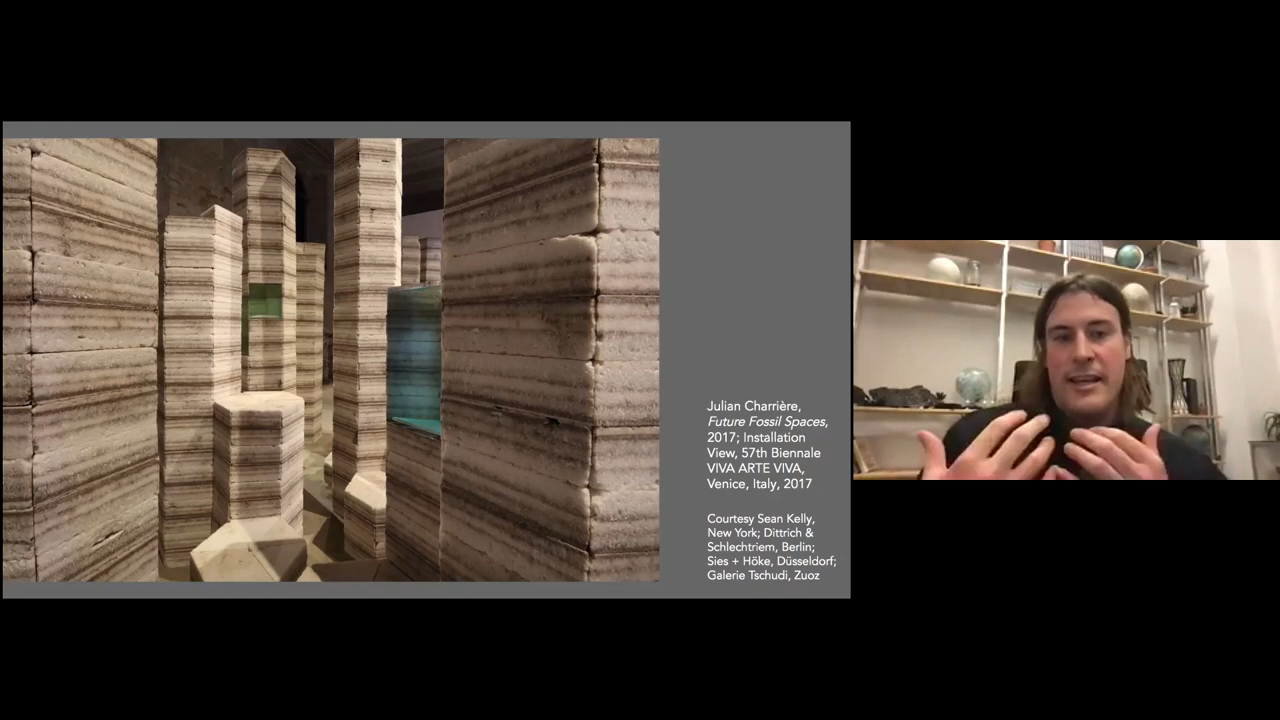 Julian Charrière,
Future Fossil Spaces,
2017; Installation
View, 57th Biennale
VIVA ARTE VIVA,
Venice, Italy, 2017
Courtesy Sean Kelly,
New York; Dittrich &
Schlechtriem, Berlin;
Sies + Höke, Düsseldorf;
Galerie Tschudi, Zuoz